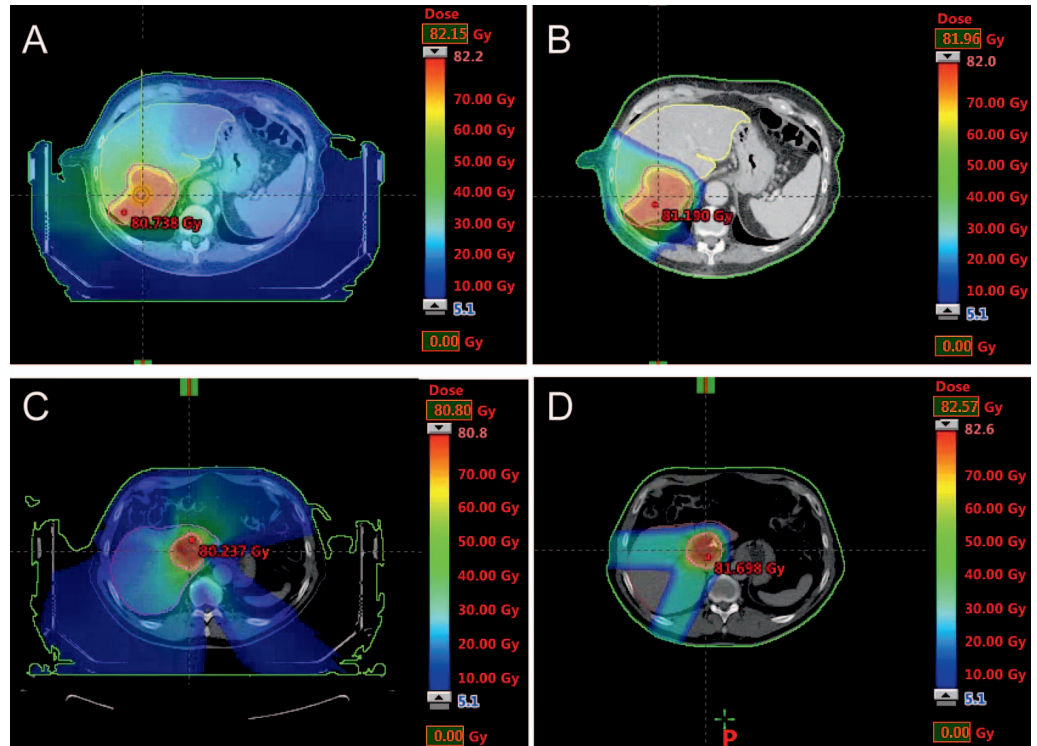 A
Dose
82.15 Gy
82.2
70.00 Gy
60.00 Gy
50.00 Gy
40.00 Gy
30.00 Gy
20.00 Gy
10.00 Gy
5.1
0.00 Gy
80.738 Gy
B
Dose
81.96 Gy
82.0
70.00 Gy
60.00 Gy
50.00 Gy
40.00 Gy
30.00 Gy
20.00 Gy
10.00 Gy
5.1
0.00 Gy
81.190 Gy
C
Dose
80.80 Gy
80.8
70.00 Gy
60.00 Gy
50.00 Gy
40.00 Gy
30.00 Gy
20.00 Gy
10.00 Gy
5.1
0.00 Gy
80.237 Gy
D
Dose
82.57 Gy
82.6
70.00 Gy
60.00 Gy
50.00 Gy
40.00 Gy
30.00 Gy
20.00 Gy
10.00 Gy
5.1
0.00 Gy
81.698 Gy
P